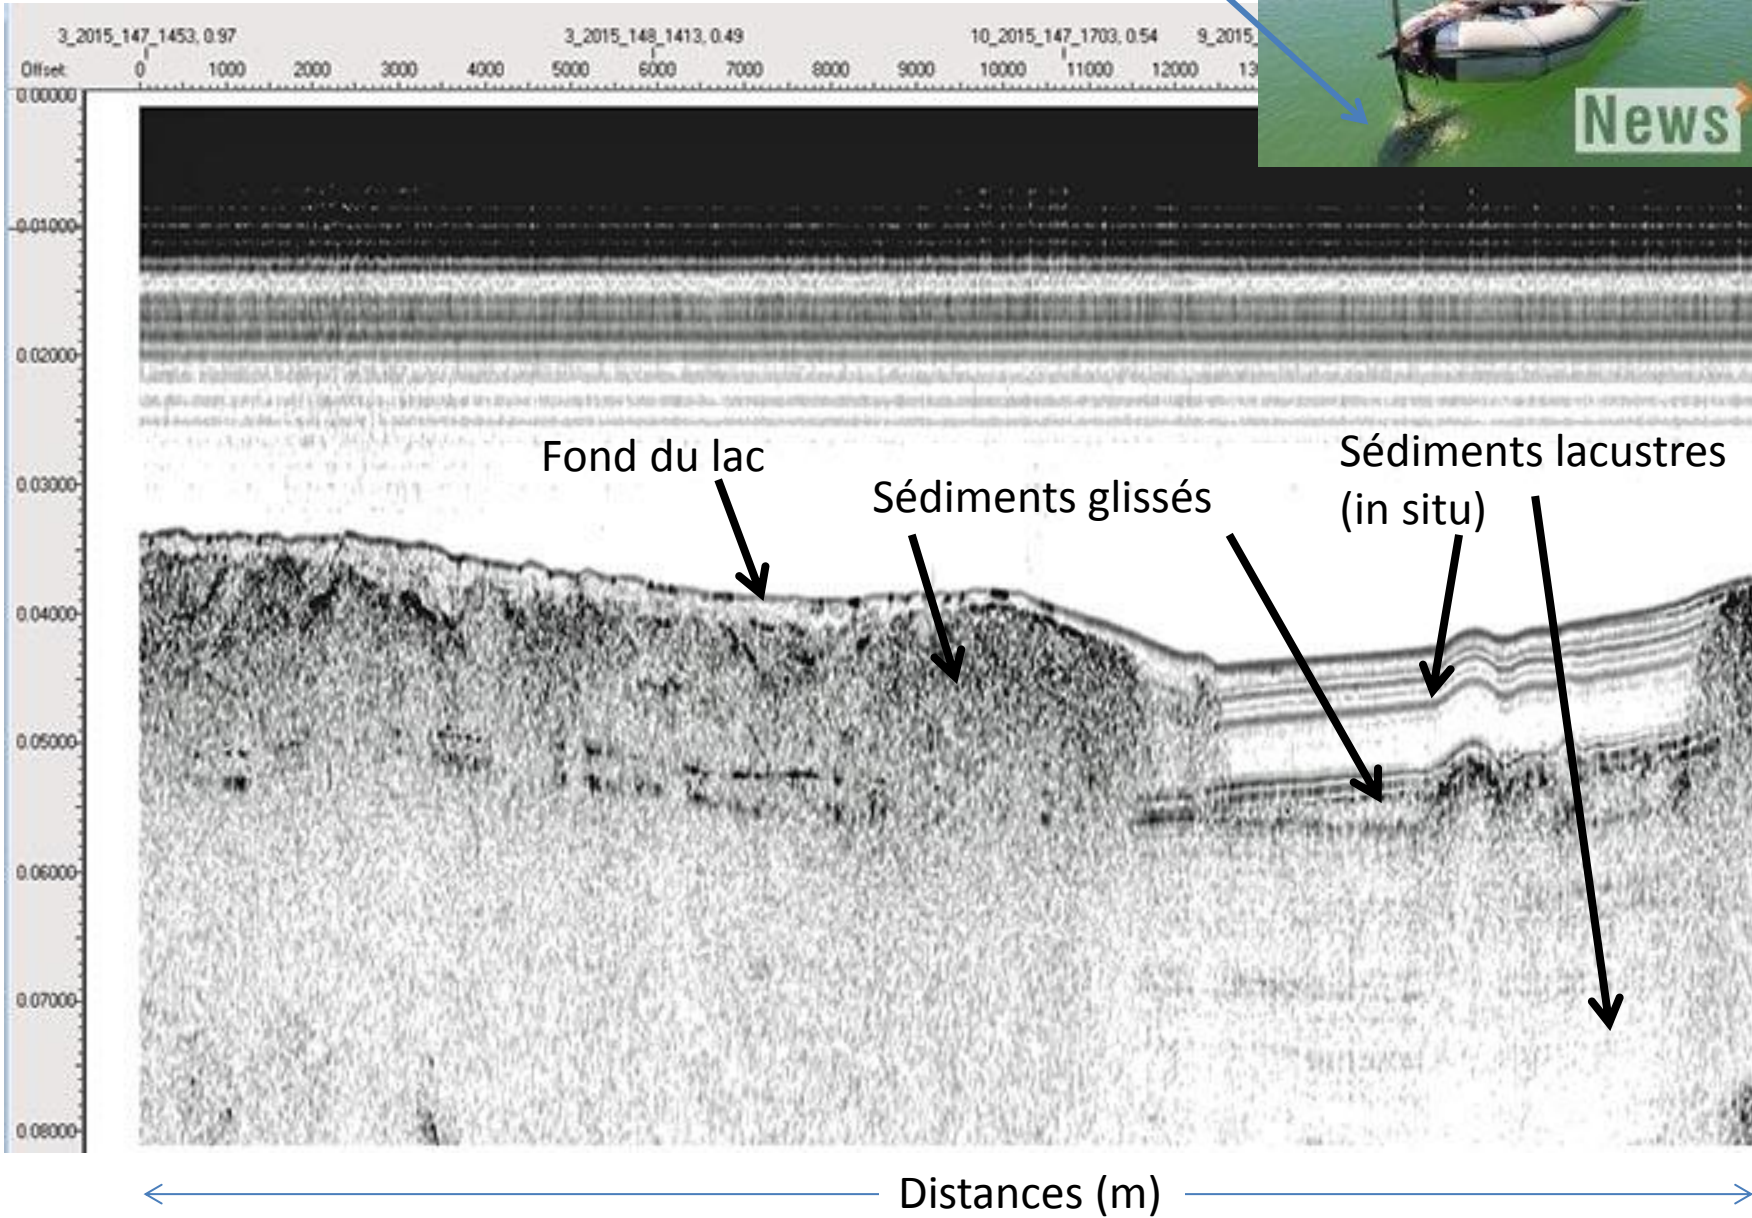 3_2015_147_1453, 0.97 3_2015_148_1413, 0.49 10_2015_147_1703, 0.54 9_2015_
Offset: 0 1000 2000 3000 4000 5000 6000 7000 8000 9000 10000 11000 12000 13
0.00000
0.01000
0.02000
0.03000
0.04000
0.05000
0.06000
0.07000
0.08000
News
Fond du lac
Sédiments glissés
Sédiments lacustres
(in situ)
Distances (m)